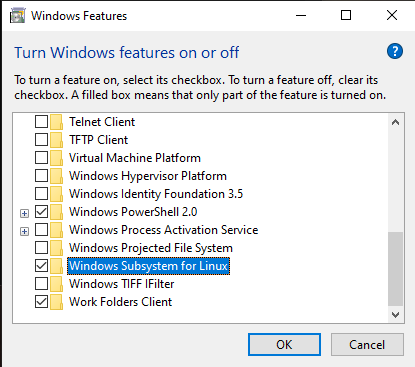 Windows Features
Turn Windows features on or off
?
To turn a feature on, select its checkbox. To turn a feature off, clear its
checkbox. A filled box means that only part of the feature is turned on.
Telnet Client
TFTP Client
Virtual Machine Platform
Windows Hypervisor Platform
Windows Identity Foundation 3.5
Windows PowerShell 2.0
Windows Process Activation Service
Windows Projected File System
Windows Subsystem for Linux
Windows TIFF IFilter
Work Folders Client
OK
Cancel